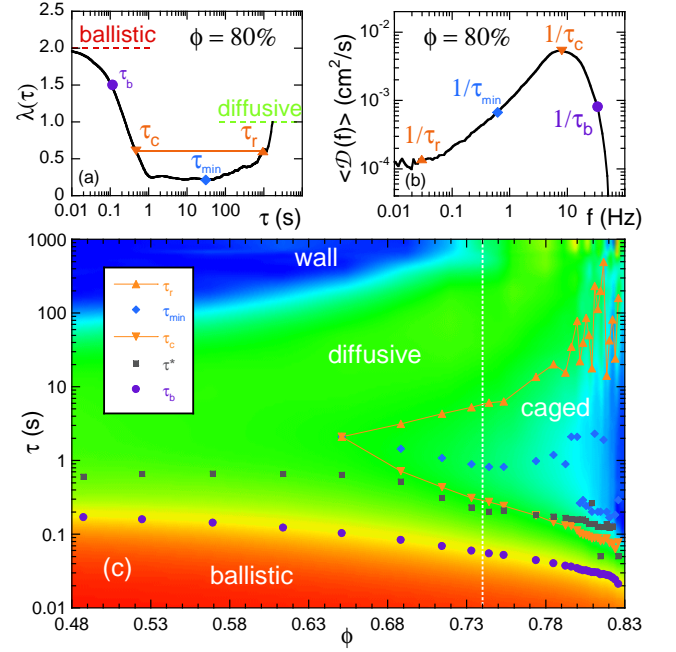 2.5
2.0
1.5
1.0
0.5
0
λ(τ)
ballistic
ϕ = 80%
τb
diffusive
τc
τr
τmin
(a)
0.01
1
100
τ (s)
10⁻²
10⁻³
10⁻⁴
<𝒟(f)> (cm²/s)
ϕ = 80%
1/τc
1/τmin
1/τb
1/τr
(b)
0.01
0.1
1
10
100
f (Hz)
1000
100
10
1
0.1
0.01
τ (s)
wall
τr
τmin
τc
τ*
τb
diffusive
caged
(c)
ballistic
0.48
0.53
0.58
0.63
0.68
0.73
0.78
0.83
ϕ